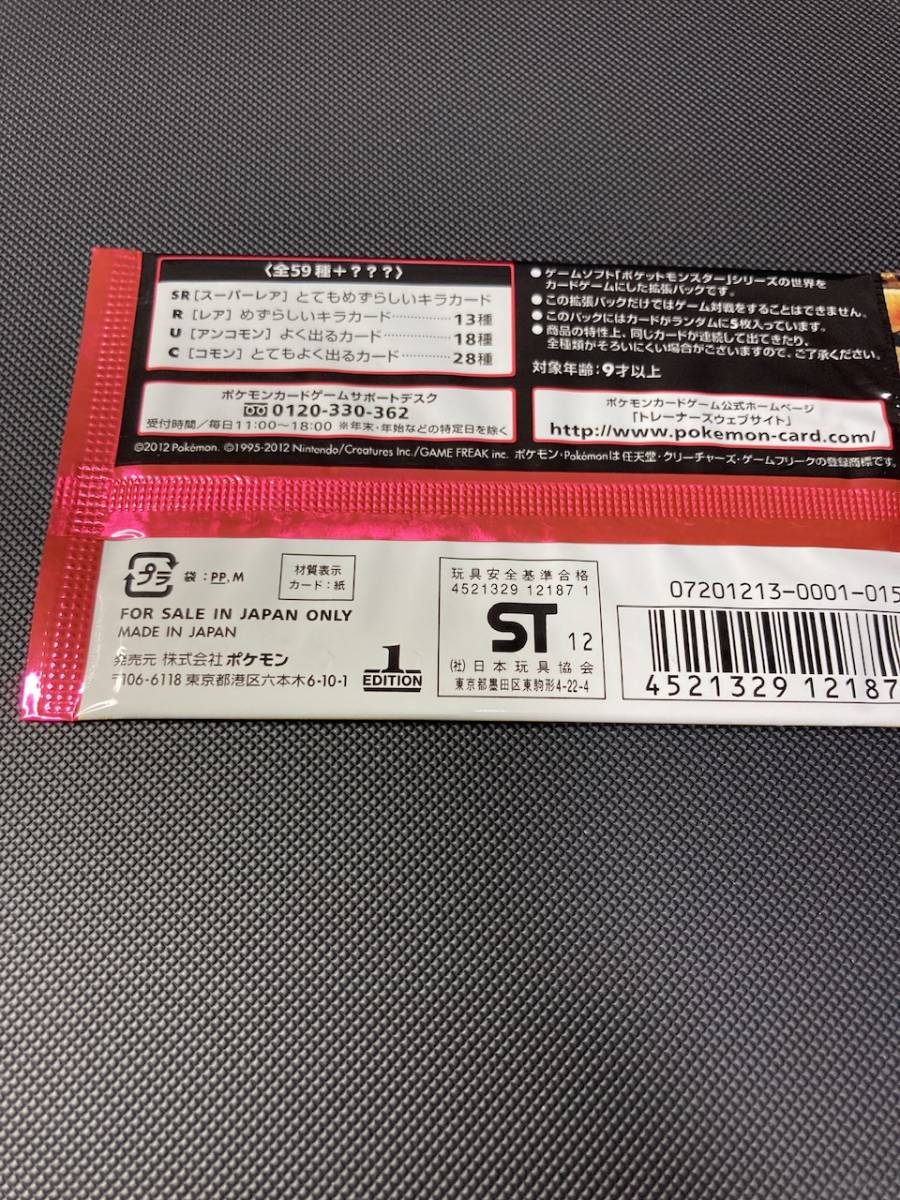 〈全59種+???〉
SR [スーパーレア] とてもめずらしいキラカード
R [レア] めずらしいキラカード…………13種
U [アンコモン] よく出るカード…………18種
C [コモン] とてもよく出るカード………28種
ポケモンカードゲームサポートデスク
0120-330-362
受付時間/毎日11:00〜18:00 ※年末・年始などの特定日を除く
●ゲームソフト「ポケットモンスター」シリーズの世界を
カードゲームにした拡張パックです。
●この拡張パックだけではゲーム対戦をすることはできません。
●このパックにはカードがランダムに5枚入っています。
●商品の特性上、同じカードが連続して出てきたり、
全種類がそろいにくい場合がございますので、ご了承ください。
対象年齢:9才以上
ポケモンカードゲーム公式ホームページ
「トレーナーズウェブサイト」
http://www.pokemon-card.com/
©2012 Pokémon. ©1995-2012 Nintendo/Creatures Inc./GAME FREAK inc. ポケモン・Pokémonは任天堂・クリーチャーズ・ゲームフリークの登録商標です。
プラ
袋:PP, M
材質表示
カード:紙
FOR SALE IN JAPAN ONLY
MADE IN JAPAN
発売元 株式会社 ポケモン
〒106-6118 東京都港区六本木6-10-1
1
EDITION
玩具安全基準合格
4521329 12187 1
ST 12
(社)日本玩具協会
東京都墨田区東駒形4-22-4
07201213-0001-015
4521329 12187